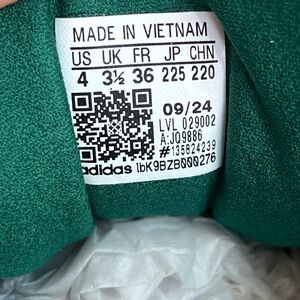 MADE IN VIETNAM
US UK FR JP CHN
4 3½ 36 225 220
09/24
LVL 029002
A:JQ9886
#135824239
adidas lbK9BZB000276